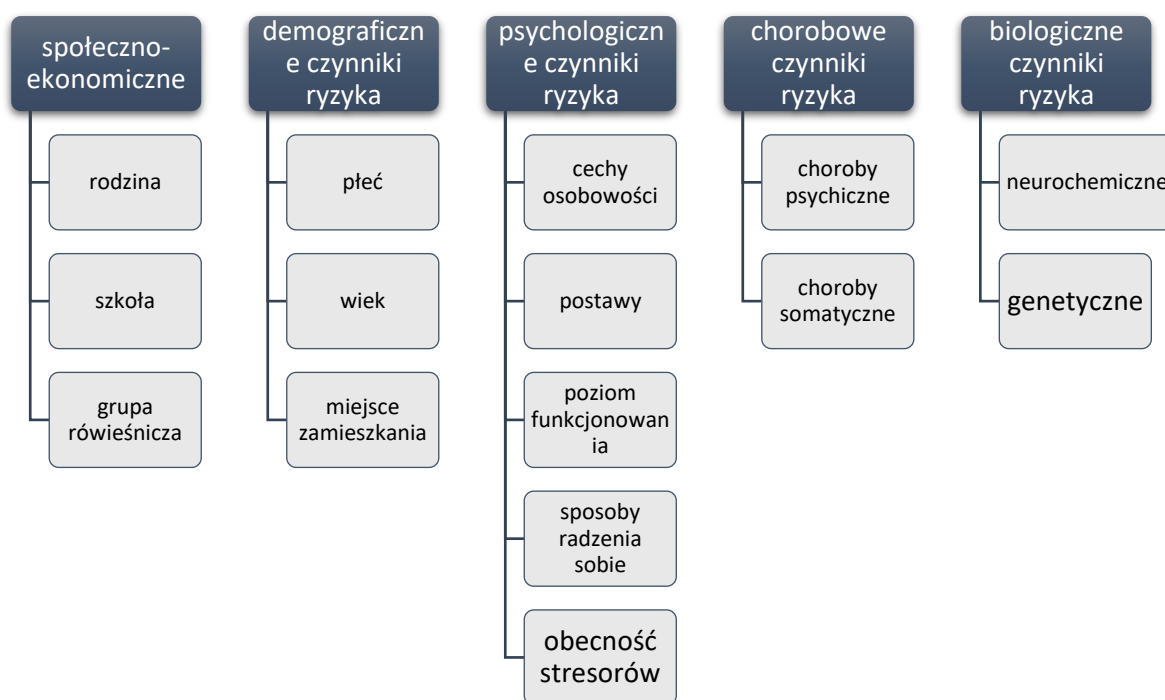 społeczno-
ekonomiczne
rodzina
szkoła
grupa
rówieśnicza
demograficzn
e czynniki
ryzyka
płeć
wiek
miejsce
zamieszkania
psychologiczn
e czynniki
ryzyka
cechy
osobowości
postawy
poziom
funkcjonowan
ia
sposoby
radzenia
sobie
obecność
stresorów
chorobowe
czynniki
ryzyka
choroby
psychiczne
choroby
somatyczne
biologiczne
czynniki
ryzyka
neurochemiczne
genetyczne